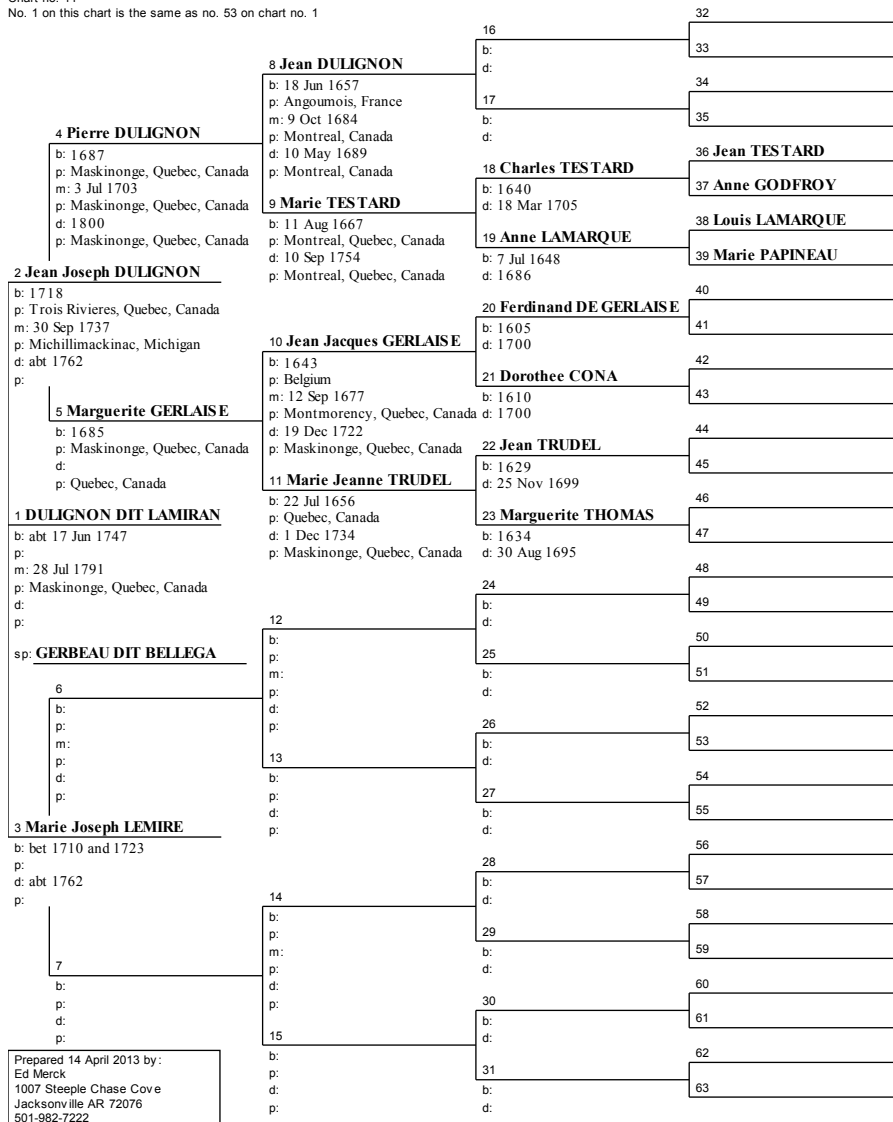 No. 1 on this chart is the same as no. 53 on chart no. 1
4 Pierre DULIGNON
b: 1687
p: Maskinonge, Quebec, Canada
m: 3 Jul 1703
p: Maskinonge, Quebec, Canada
d: 1800
p: Maskinonge, Quebec, Canada
2 Jean Joseph DULIGNON
b: 1718
p: Trois Rivieres, Quebec, Canada
m: 30 Sep 1737
p: Michillimackinac, Michigan
d: abt 1762
p:
5 Marguerite GERLAISE
b: 1685
p: Maskinonge, Quebec, Canada
d:
p: Quebec, Canada
1 DULIGNON DIT LAMIRAN
b: abt 17 Jun 1747
p:
m: 28 Jul 1791
p: Maskinonge, Quebec, Canada
d:
p:
sp: GERBEAU DIT BELLEGA
6
b:
p:
m:
p:
d:
p:
3 Marie Joseph LEMIRE
b: bet 1710 and 1723
p:
d: abt 1762
p:
7
b:
p:
d:
p:
Prepared 14 April 2013 by:
Ed Merck
1007 Steeple Chase Cove
Jacksonville AR 72076
501-982-7222
8 Jean DULIGNON
b: 18 Jun 1657
p: Angoumois, France
m: 9 Oct 1684
p: Montreal, Canada
d: 10 May 1689
p: Montreal, Canada
9 Marie TESTARD
b: 11 Aug 1667
p: Montreal, Quebec, Canada
d: 10 Sep 1754
p: Montreal, Quebec, Canada
10 Jean Jacques GERLAISE
b: 1643
p: Belgium
m: 12 Sep 1677
p: Montmorency, Quebec, Canada
d: 19 Dec 1722
p: Maskinonge, Quebec, Canada
11 Marie Jeanne TRUDEL
b: 22 Jul 1656
p: Quebec, Canada
d: 1 Dec 1734
p: Maskinonge, Quebec, Canada
12
b:
p:
m:
p:
d:
p:
13
b:
p:
d:
p:
14
b:
p:
m:
p:
d:
p:
15
b:
p:
d:
p:
16
b:
d:
17
b:
d:
18 Charles TESTARD
b: 1640
d: 18 Mar 1705
19 Anne LAMARQUE
b: 7 Jul 1648
d: 1686
20 Ferdinand DE GERLAISE
b: 1605
d: 1700
21 Dorothee CONA
b: 1610
d: 1700
22 Jean TRUDEL
b: 1629
d: 25 Nov 1699
23 Marguerite THOMAS
b: 1634
d: 30 Aug 1695
24
b:
d:
25
b:
d:
26
b:
d:
27
b:
d:
28
b:
d:
29
b:
d:
30
b:
d:
31
b:
d:
32
33
34
35
36 Jean TESTARD
37 Anne GODFROY
38 Louis LAMARQUE
39 Marie PAPINEAU
40
41
42
43
44
45
46
47
48
49
50
51
52
53
54
55
56
57
58
59
60
61
62
63